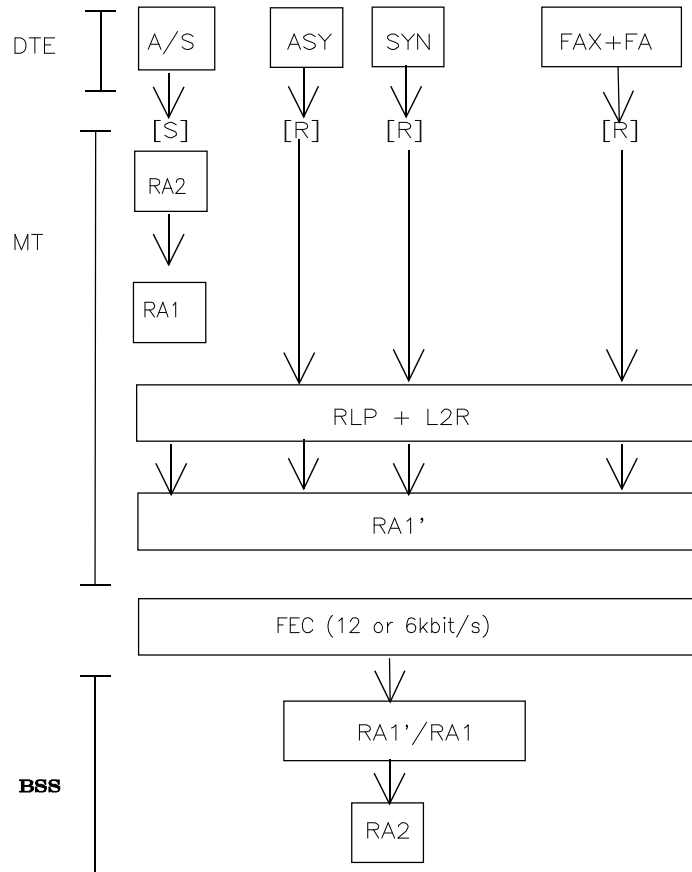 DTE
A/S
ASY
SYN
FAX+FA
[S]
[R]
[R]
[R]
MT
RA2
RA1
RLP + L2R
RA1'
FEC (12 or 6kbit/s)
BSS
RA1'/RA1
RA2